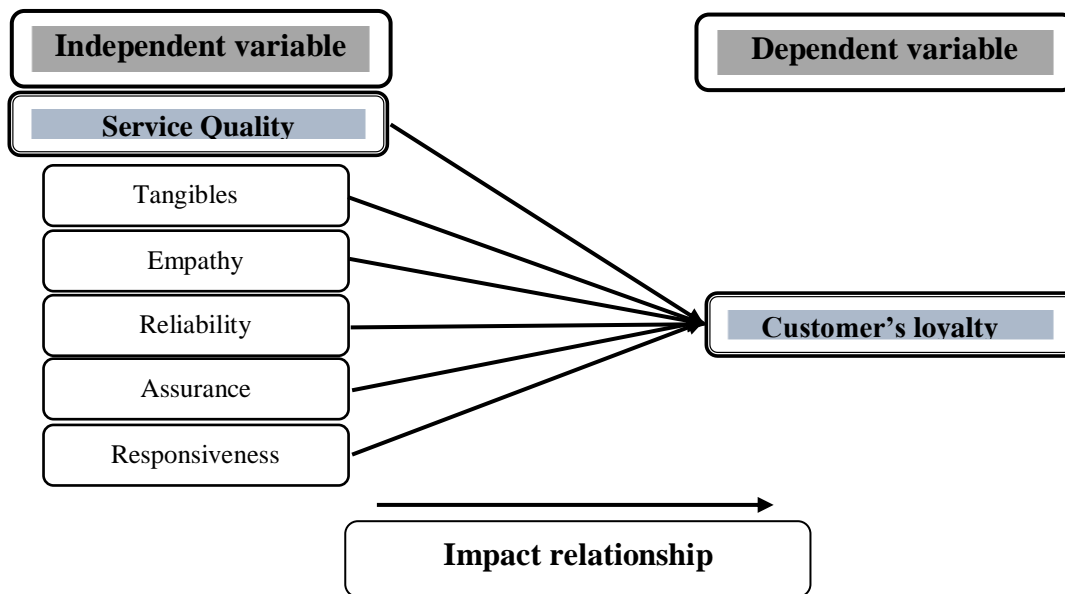 Independent variable
Dependent variable
Service Quality
Tangibles
Empathy
Reliability
Customer's loyalty
Assurance
Responsiveness
Impact relationship